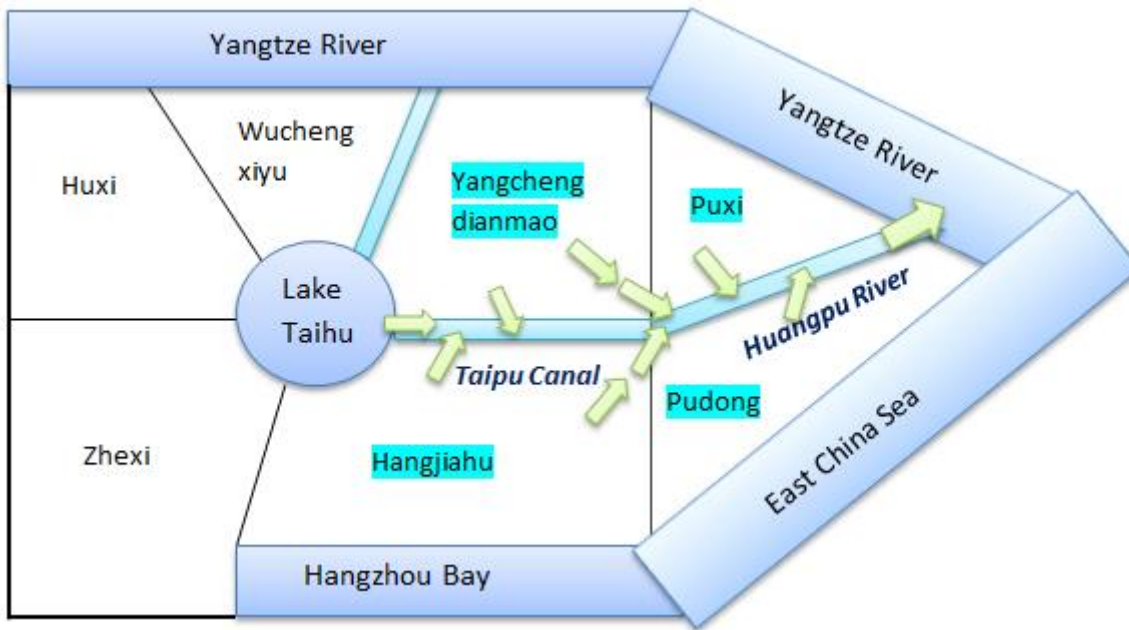 Yangtze River
Yangtze River
Wucheng
xiyu
Huxi
Yangcheng
dianmao
Puxi
Lake
Taihu
Huangpu River
Taipu Canal
Pudong
Zhexi
Hangjiahu
East China Sea
Hangzhou Bay